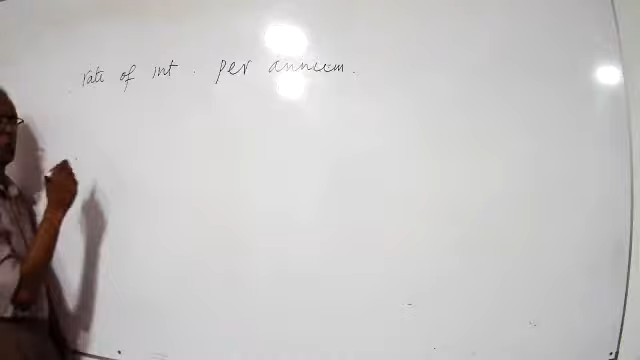 rate of int. per annum.